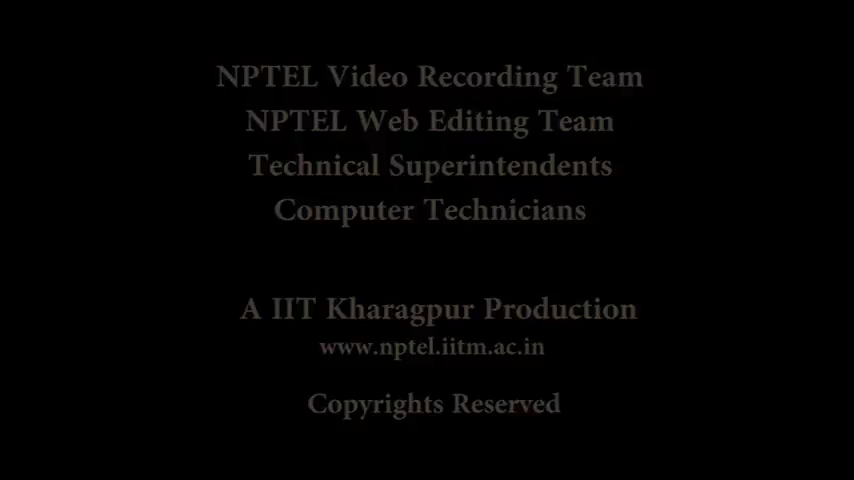 NPTEL Video Recording Team
NPTEL Web Editing Team
Technical Superintendents
Computer Technicians
A IIT Kharagpur Production
www.nptel.iitm.ac.in
Copyrights Reserved